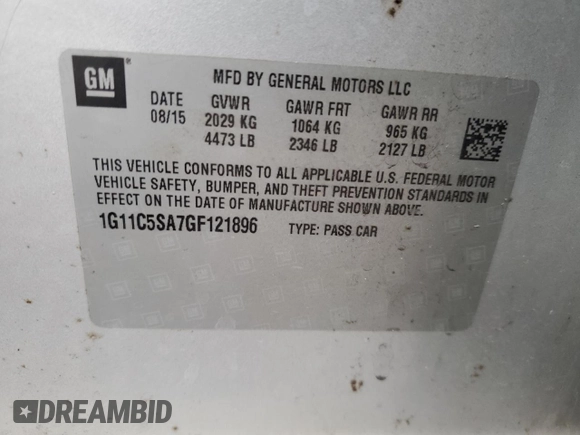 GM ®
MFD BY GENERAL MOTORS LLC
DATE GVWR GAWR FRT GAWR RR
08/15 2029 KG 1064 KG 965 KG
4473 LB 2346 LB 2127 LB
THIS VEHICLE CONFORMS TO ALL APPLICABLE U.S. FEDERAL MOTOR
VEHICLE SAFETY, BUMPER, AND THEFT PREVENTION STANDARDS IN
EFFECT ON THE DATE OF MANUFACTURE SHOWN ABOVE.
1G11C5SA7GF121896 TYPE: PASS CAR
DREAMBID